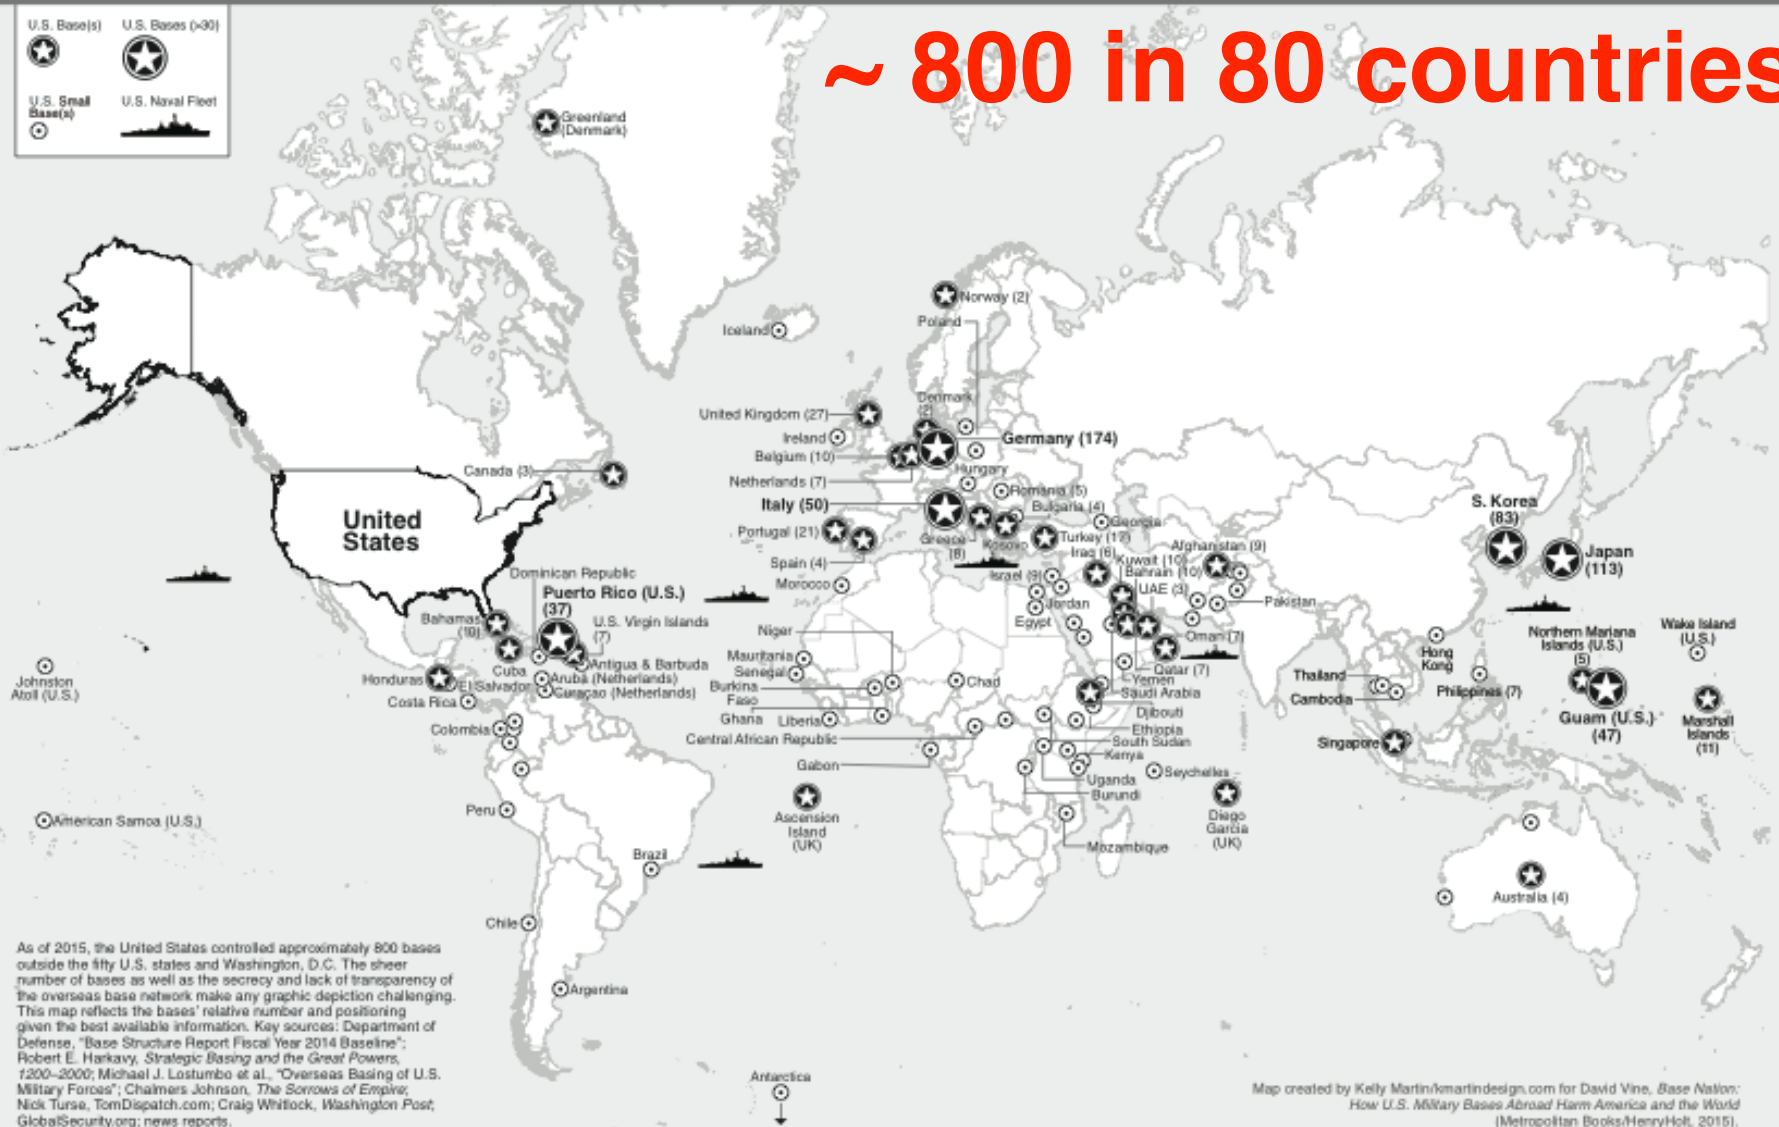 ~ 800 in 80 countries
U.S. Base(s)
U.S. Bases (>30)
U.S. Small
Base(s)
U.S. Naval Fleet
Greenland
(Denmark)
Norway (2)
Poland
Iceland
Denmark
(2)
United Kingdom (27)
Ireland
Germany (174)
Belgium (10)
Hungary
Netherlands (7)
Romania (5)
Italy (50)
Bulgaria (4)
Georgia
Portugal (21)
Greece
(8)
Kosovo
Turkey (17)
Spain (4)
Iraq (6)
Kuwait (10)
Afghanistan (9)
Morocco
Israel (9)
Bahrain (10)
UAE (3)
Jordan
Pakistan
Egypt
Oman (7)
Qatar (7)
Yemen
Saudi Arabia
Djibouti
Ethiopia
South Sudan
Kenya
Uganda
Burundi
Seychelles
Mozambique
Niger
Mauritania
Senegal
Burkina
Faso
Chad
Ghana
Liberia
Central African Republic
Gabon
Ascension
Island
(UK)
Diego
Garcia
(UK)
Canada (3)
United
States
Dominican Republic
Puerto Rico (U.S.)
(37)
U.S. Virgin Islands
(7)
Bahamas
(10)
Cuba
Antigua & Barbuda
Aruba (Netherlands)
Curaçao (Netherlands)
Honduras
El Salvador
Costa Rica
Colombia
Peru
Brazil
Chile
Argentina
Antarctica
Johnston
Atoll (U.S.)
American Samoa (U.S.)
S. Korea
(83)
Japan
(113)
Wake Island
(U.S.)
Northern Mariana
Islands (U.S.)
(5)
Hong
Kong
Thailand
Cambodia
Philippines (7)
Guam (U.S.)
(47)
Marshall
Islands
(11)
Singapore
Australia (4)
As of 2015, the United States controlled approximately 800 bases
outside the fifty U.S. states and Washington, D.C. The sheer
number of bases as well as the secrecy and lack of transparency of
the overseas base network make any graphic depiction challenging.
This map reflects the bases' relative number and positioning
given the best available information. Key sources: Department of
Defense, "Base Structure Report Fiscal Year 2014 Baseline";
Robert E. Harkavy, Strategic Basing and the Great Powers,
1200–2000; Michael J. Lostumbo et al., "Overseas Basing of U.S.
Military Forces"; Chalmers Johnson, The Sorrows of Empire;
Nick Turse, TomDispatch.com; Craig Whitlock, Washington Post;
GlobalSecurity.org; news reports.
Map created by Kelly Martin/kmartindesign.com for David Vine, Base Nation:
How U.S. Military Bases Abroad Harm America and the World
(Metropolitan Books/HenryHolt, 2015).